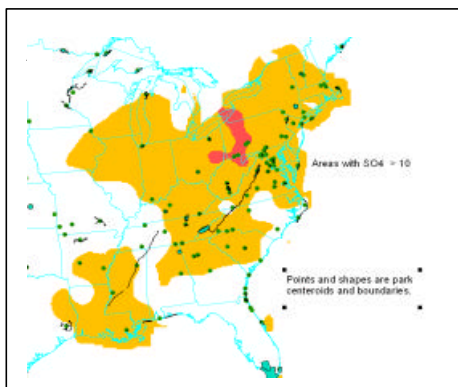 Areas with SO4 > 10
Points and shapes are park
centeroids and boundaries.